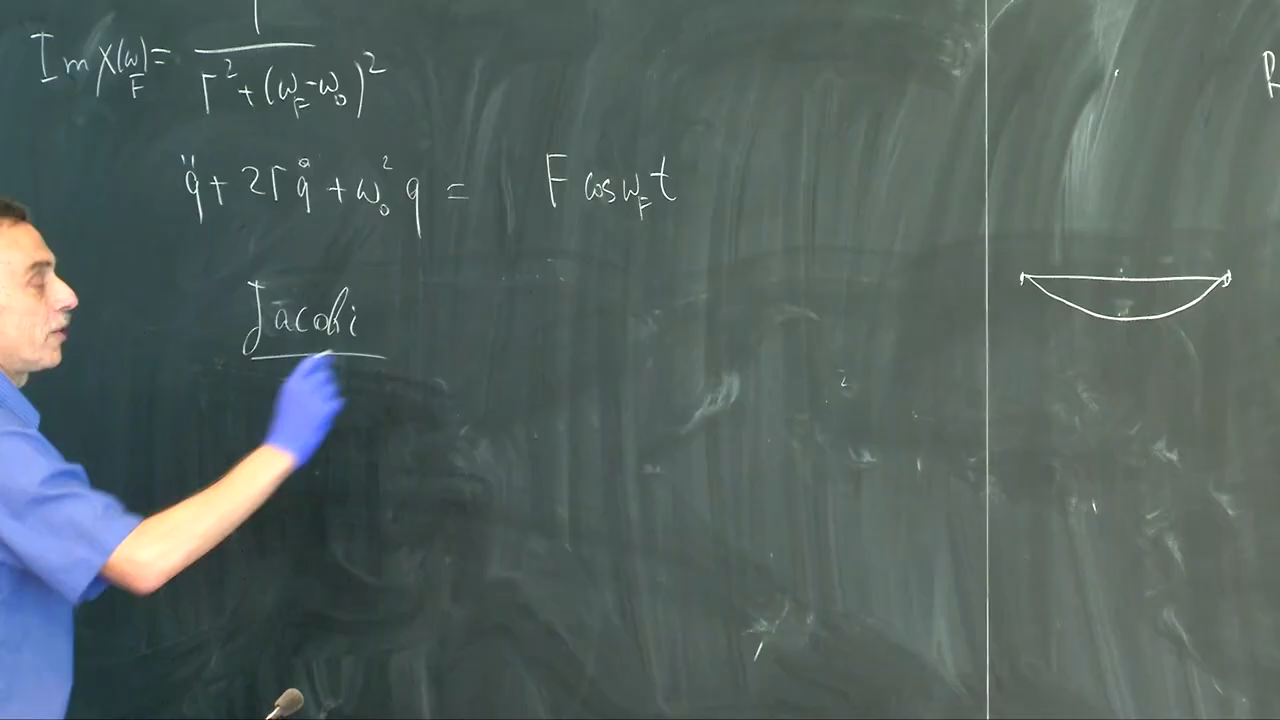 Im χ(ω_F) = 1 / (Γ² + (ω_F - ω_0)²)
q̈ + 2Γq̇ + ω_0² q = F cos ω_F t
Jacobi
R